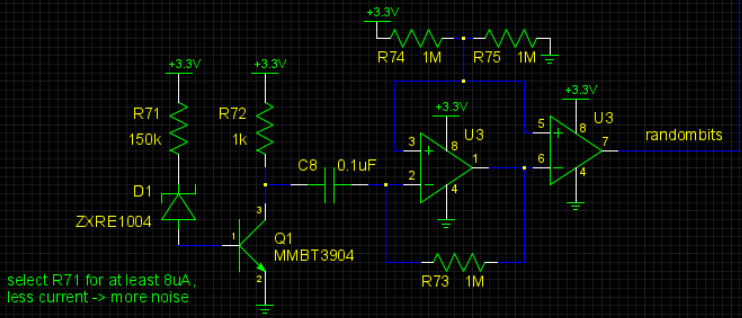 +3.3V
R74 1M
R75 1M
+3.3V
R71
150k
+3.3V
R72
1k
+3.3V
8
U3
3
+
2
-
1
4
+3.3V
8
U3
5
+
6
-
7
4
randombits
C8 0.1uF
D1
ZXRE1004
3
1
Q1
MMBT3904
2
R73 1M
select R71 for at least 8uA,
less current -> more noise